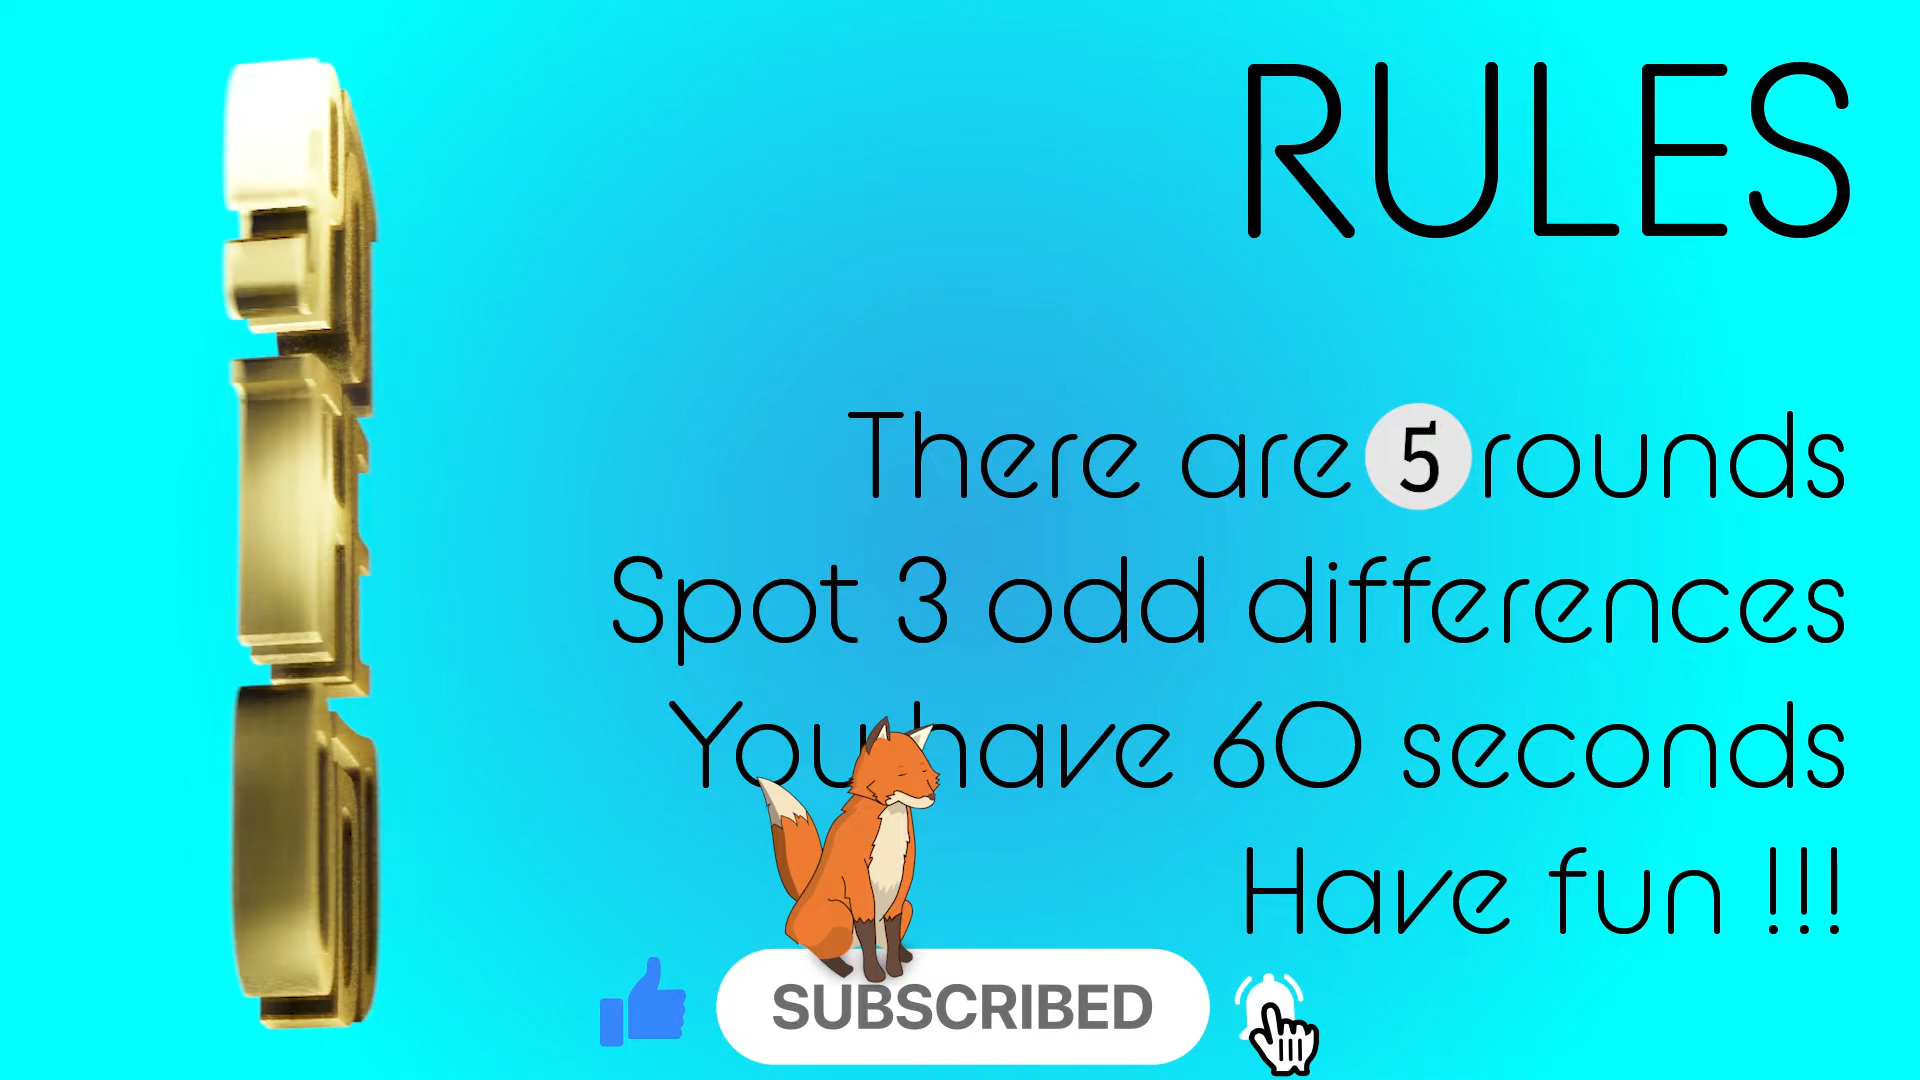 RULES
There are 5 rounds
Spot 3 odd differences
You have 60 seconds
Have fun !!!
SUBSCRIBED